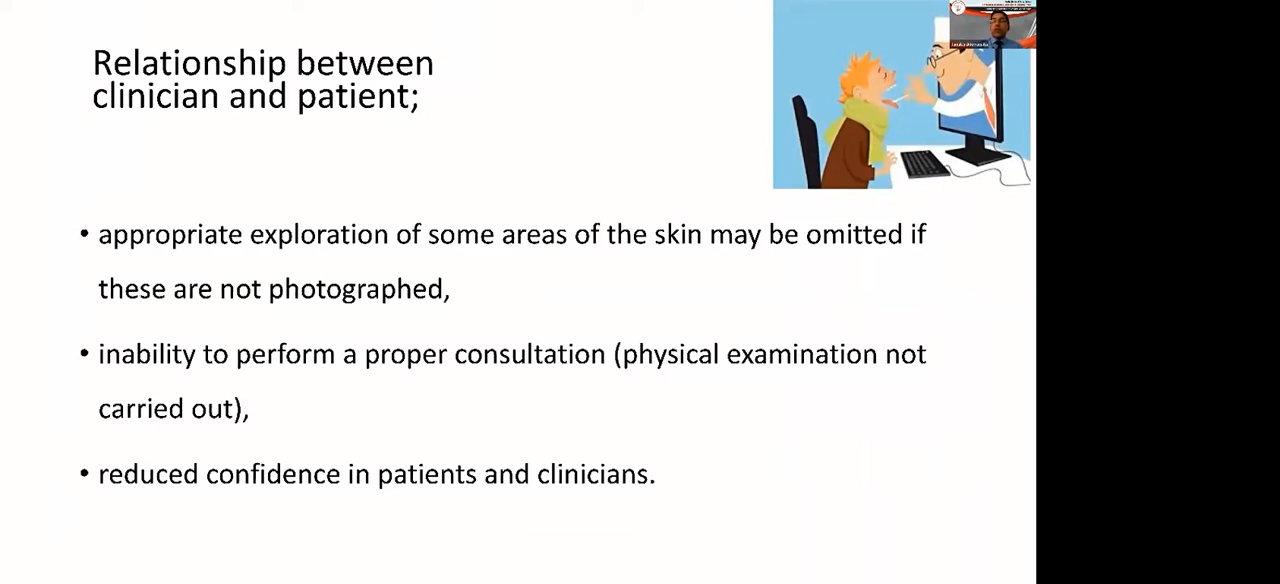 Relationship between
clinician and patient;
• appropriate exploration of some areas of the skin may be omitted if
these are not photographed,
• inability to perform a proper consultation (physical examination not
carried out),
• reduced confidence in patients and clinicians.